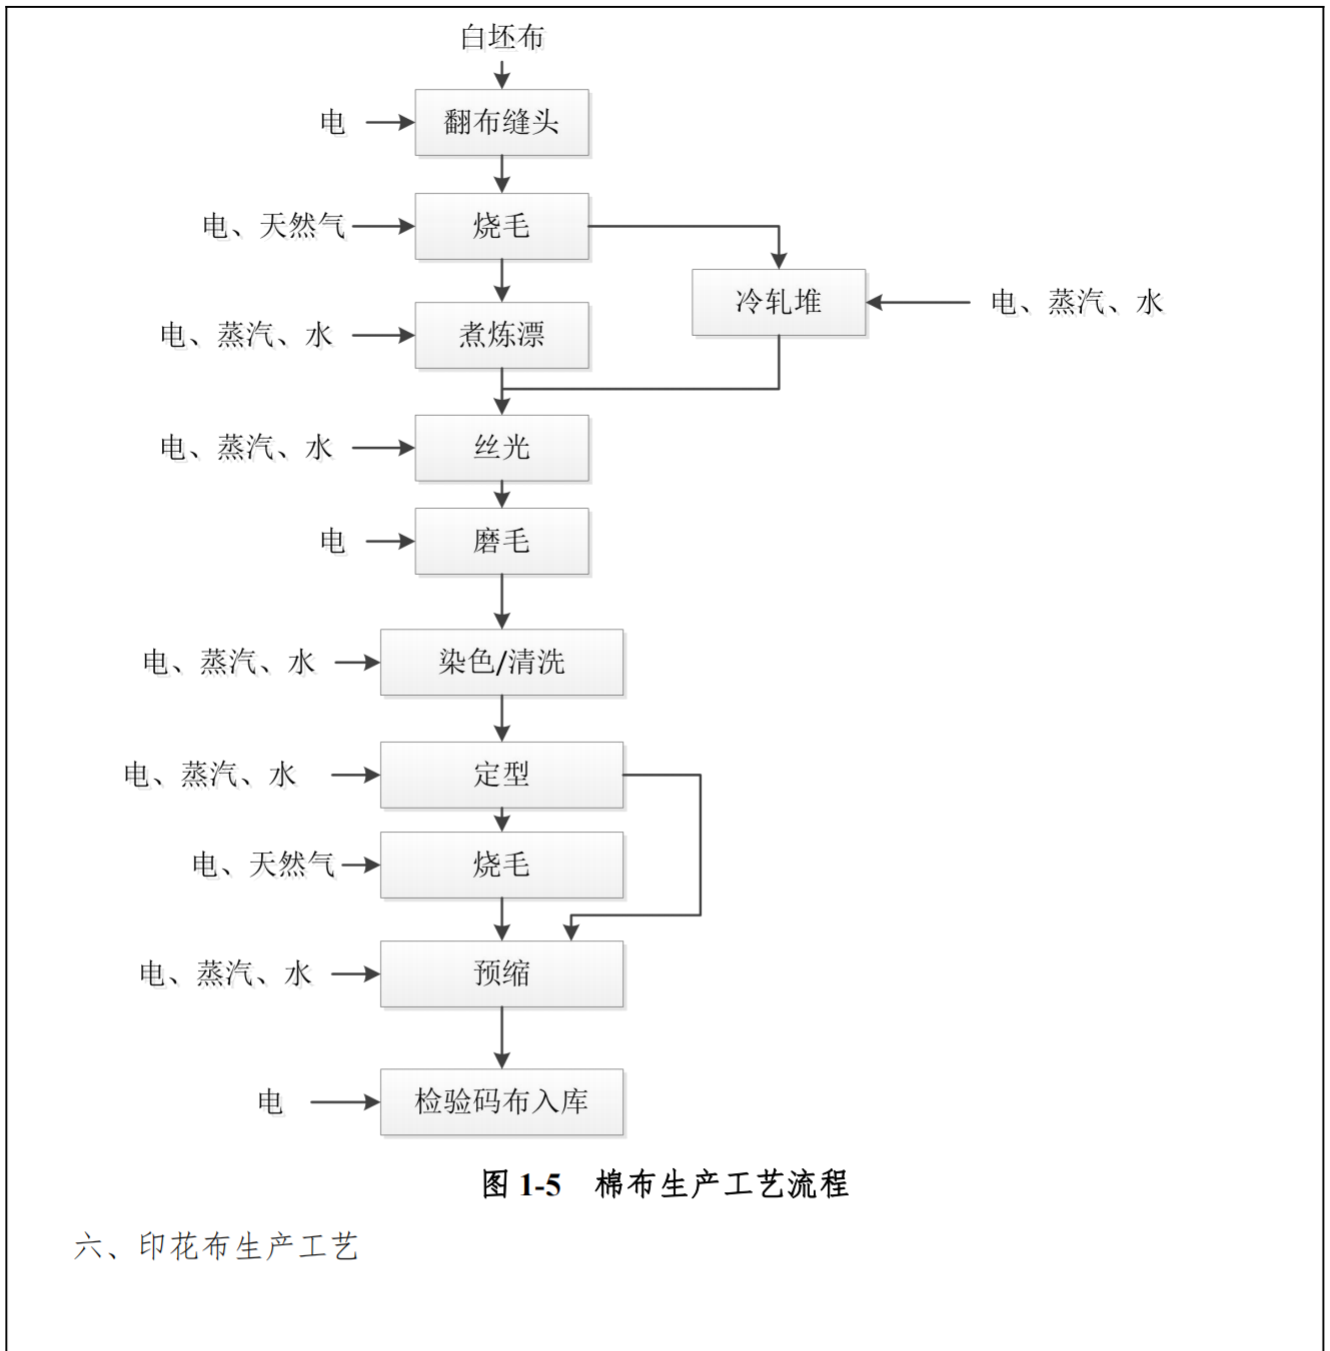 白坯布
电 翻布缝头
电、天然气 烧毛
冷轧堆 电、蒸汽、水
电、蒸汽、水 煮炼漂
电、蒸汽、水 丝光
电 磨毛
电、蒸汽、水 染色/清洗
电、蒸汽、水 定型
电、天然气 烧毛
电、蒸汽、水 预缩
电 检验码布入库
图 1-5 棉布生产工艺流程
六、印花布生产工艺